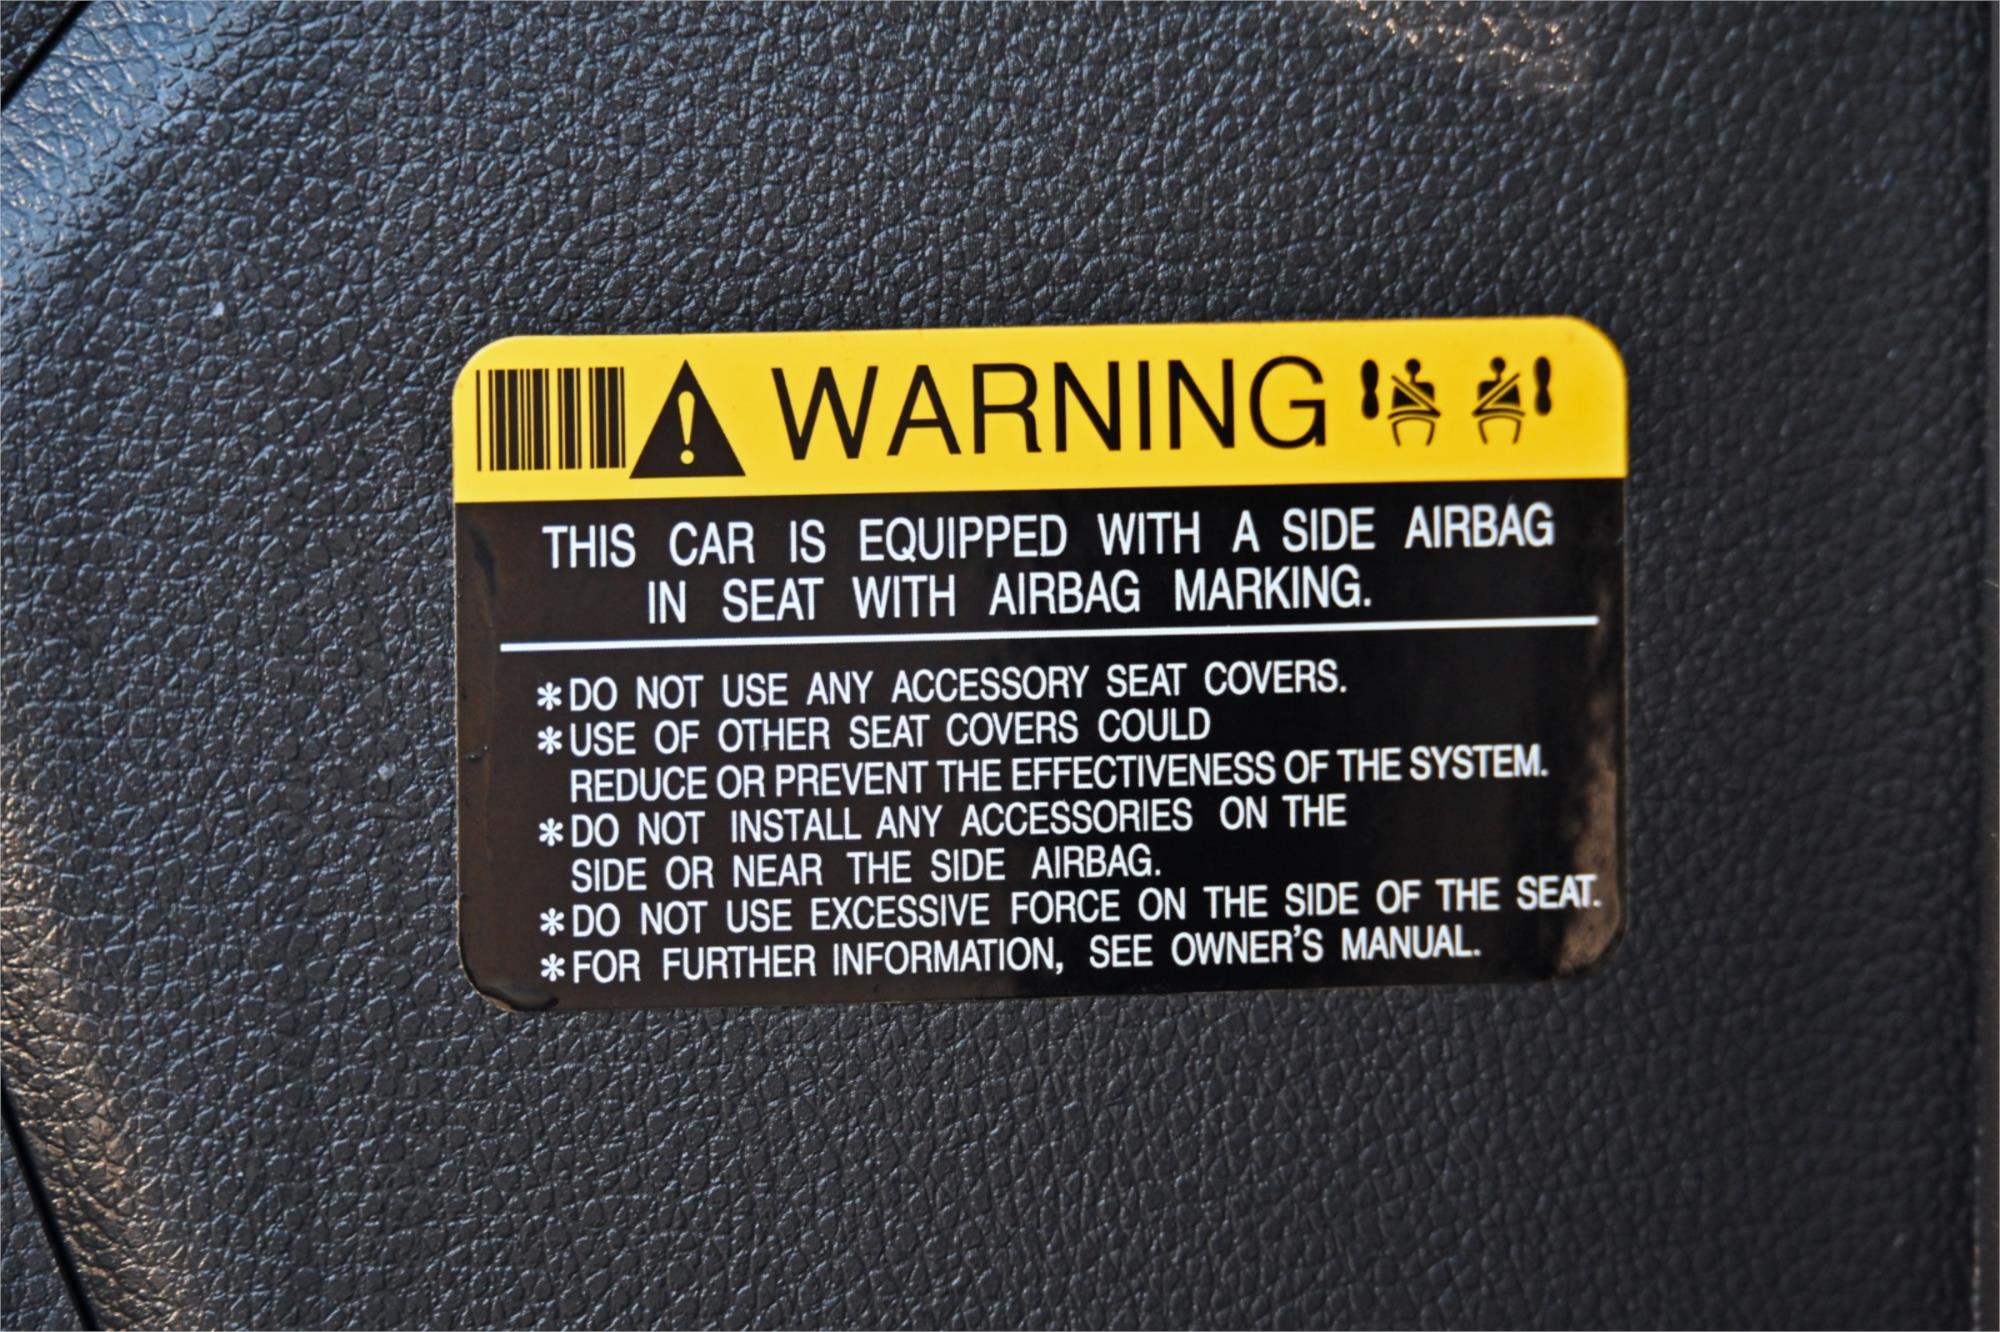 WARNING
THIS CAR IS EQUIPPED WITH A SIDE AIRBAG
IN SEAT WITH AIRBAG MARKING.
*DO NOT USE ANY ACCESSORY SEAT COVERS.
*USE OF OTHER SEAT COVERS COULD
REDUCE OR PREVENT THE EFFECTIVENESS OF THE SYSTEM.
*DO NOT INSTALL ANY ACCESSORIES ON THE
SIDE OR NEAR THE SIDE AIRBAG.
*DO NOT USE EXCESSIVE FORCE ON THE SIDE OF THE SEAT.
*FOR FURTHER INFORMATION, SEE OWNER'S MANUAL.